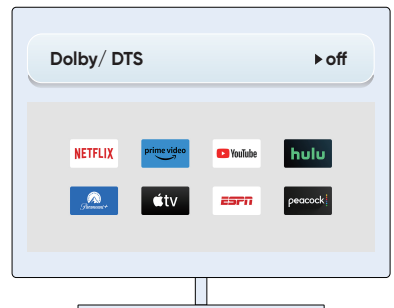 Dolby/ DTS ▶ off
NETFLIX prime video YouTube hulu
Paramount+ tv ESPN peacock